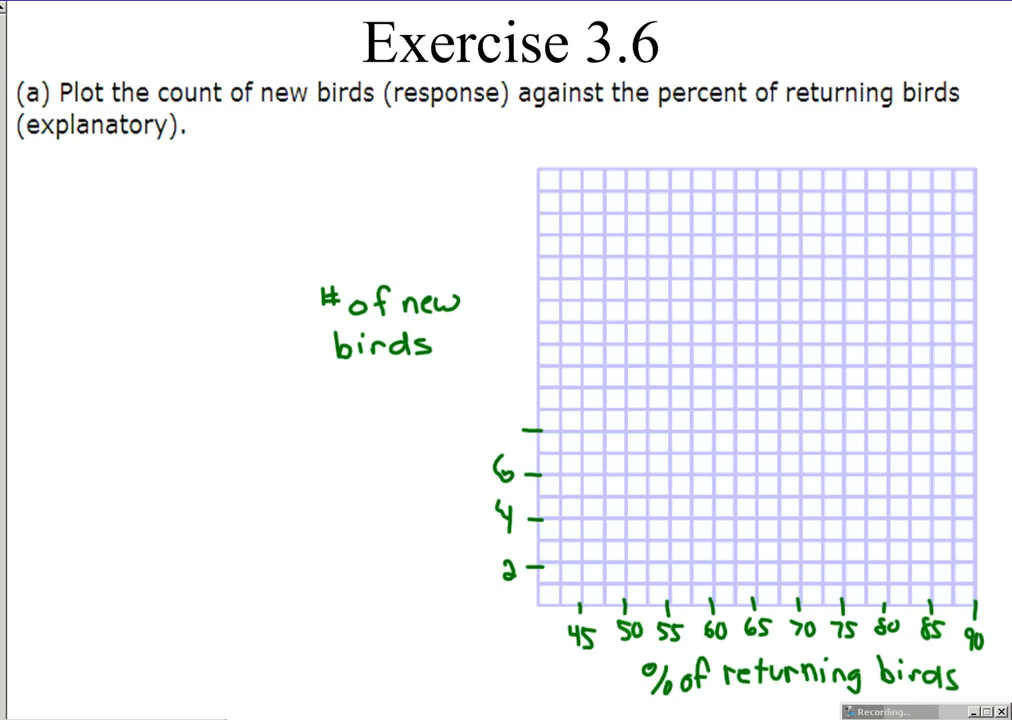 Exercise 3.6
(a) Plot the count of new birds (response) against the percent of returning birds
(explanatory).
# of new
birds
6
4
2
45 50 55 60 65 70 75 80 85 90
% of returning birds
Recording...